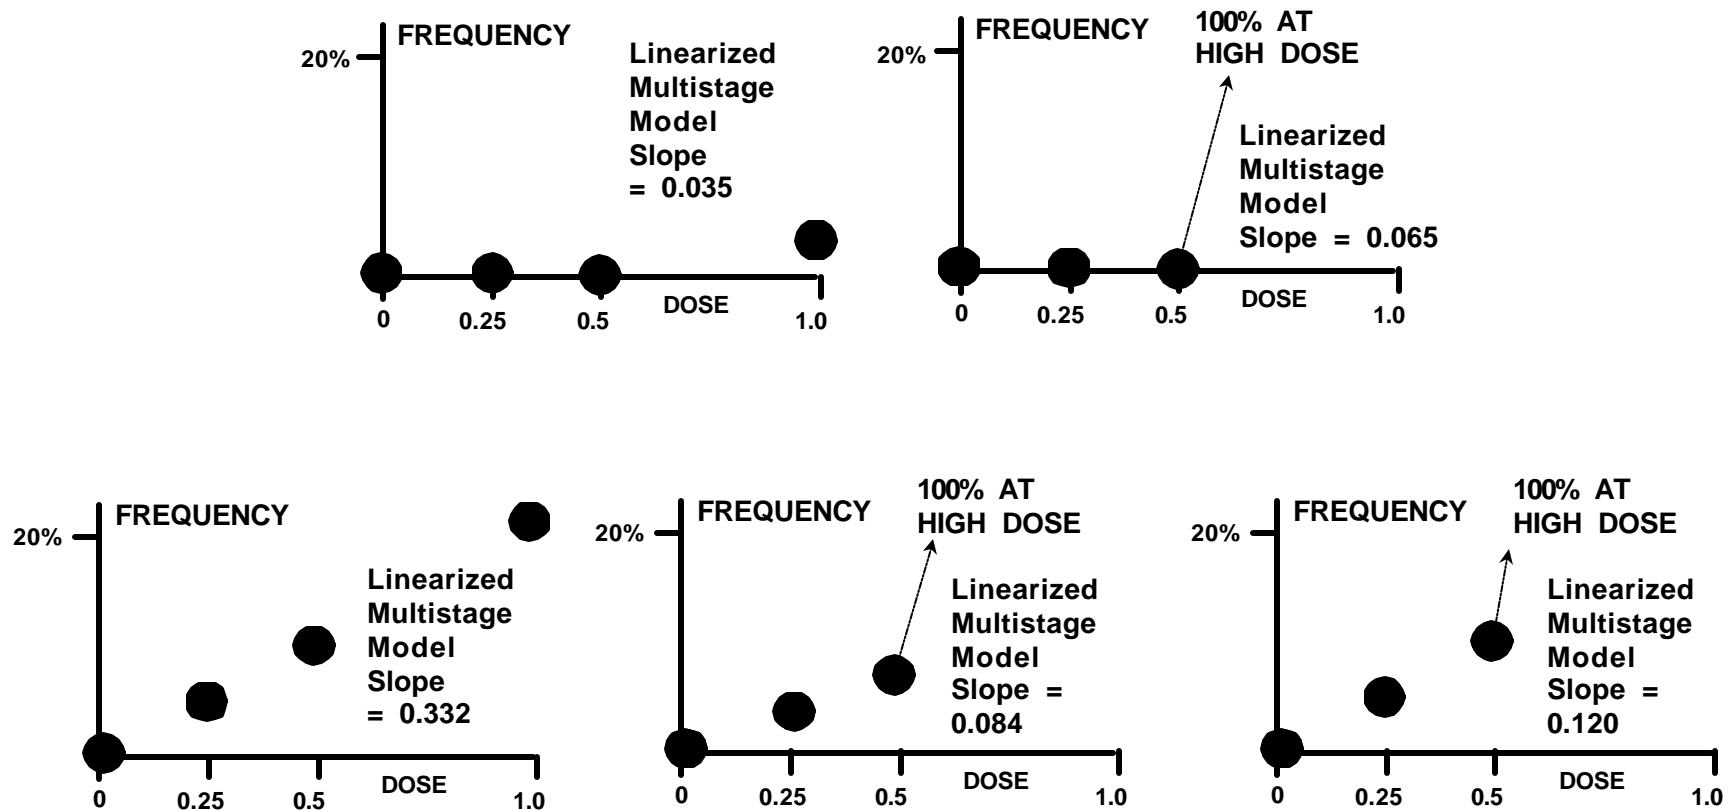 FREQUENCY
20%
Linearized
Multistage
Model
Slope
= 0.035
DOSE
0
0.25
0.5
1.0
FREQUENCY
20%
100% AT
HIGH DOSE
Linearized
Multistage
Model
Slope = 0.065
DOSE
0
0.25
0.5
1.0
FREQUENCY
20%
Linearized
Multistage
Model
Slope
= 0.332
DOSE
0
0.25
0.5
1.0
FREQUENCY
20%
100% AT
HIGH DOSE
Linearized
Multistage
Model
Slope =
0.084
DOSE
0
0.25
0.5
1.0
FREQUENCY
20%
100% AT
HIGH DOSE
Linearized
Multistage
Model
Slope =
0.120
DOSE
0
0.25
0.5
1.0